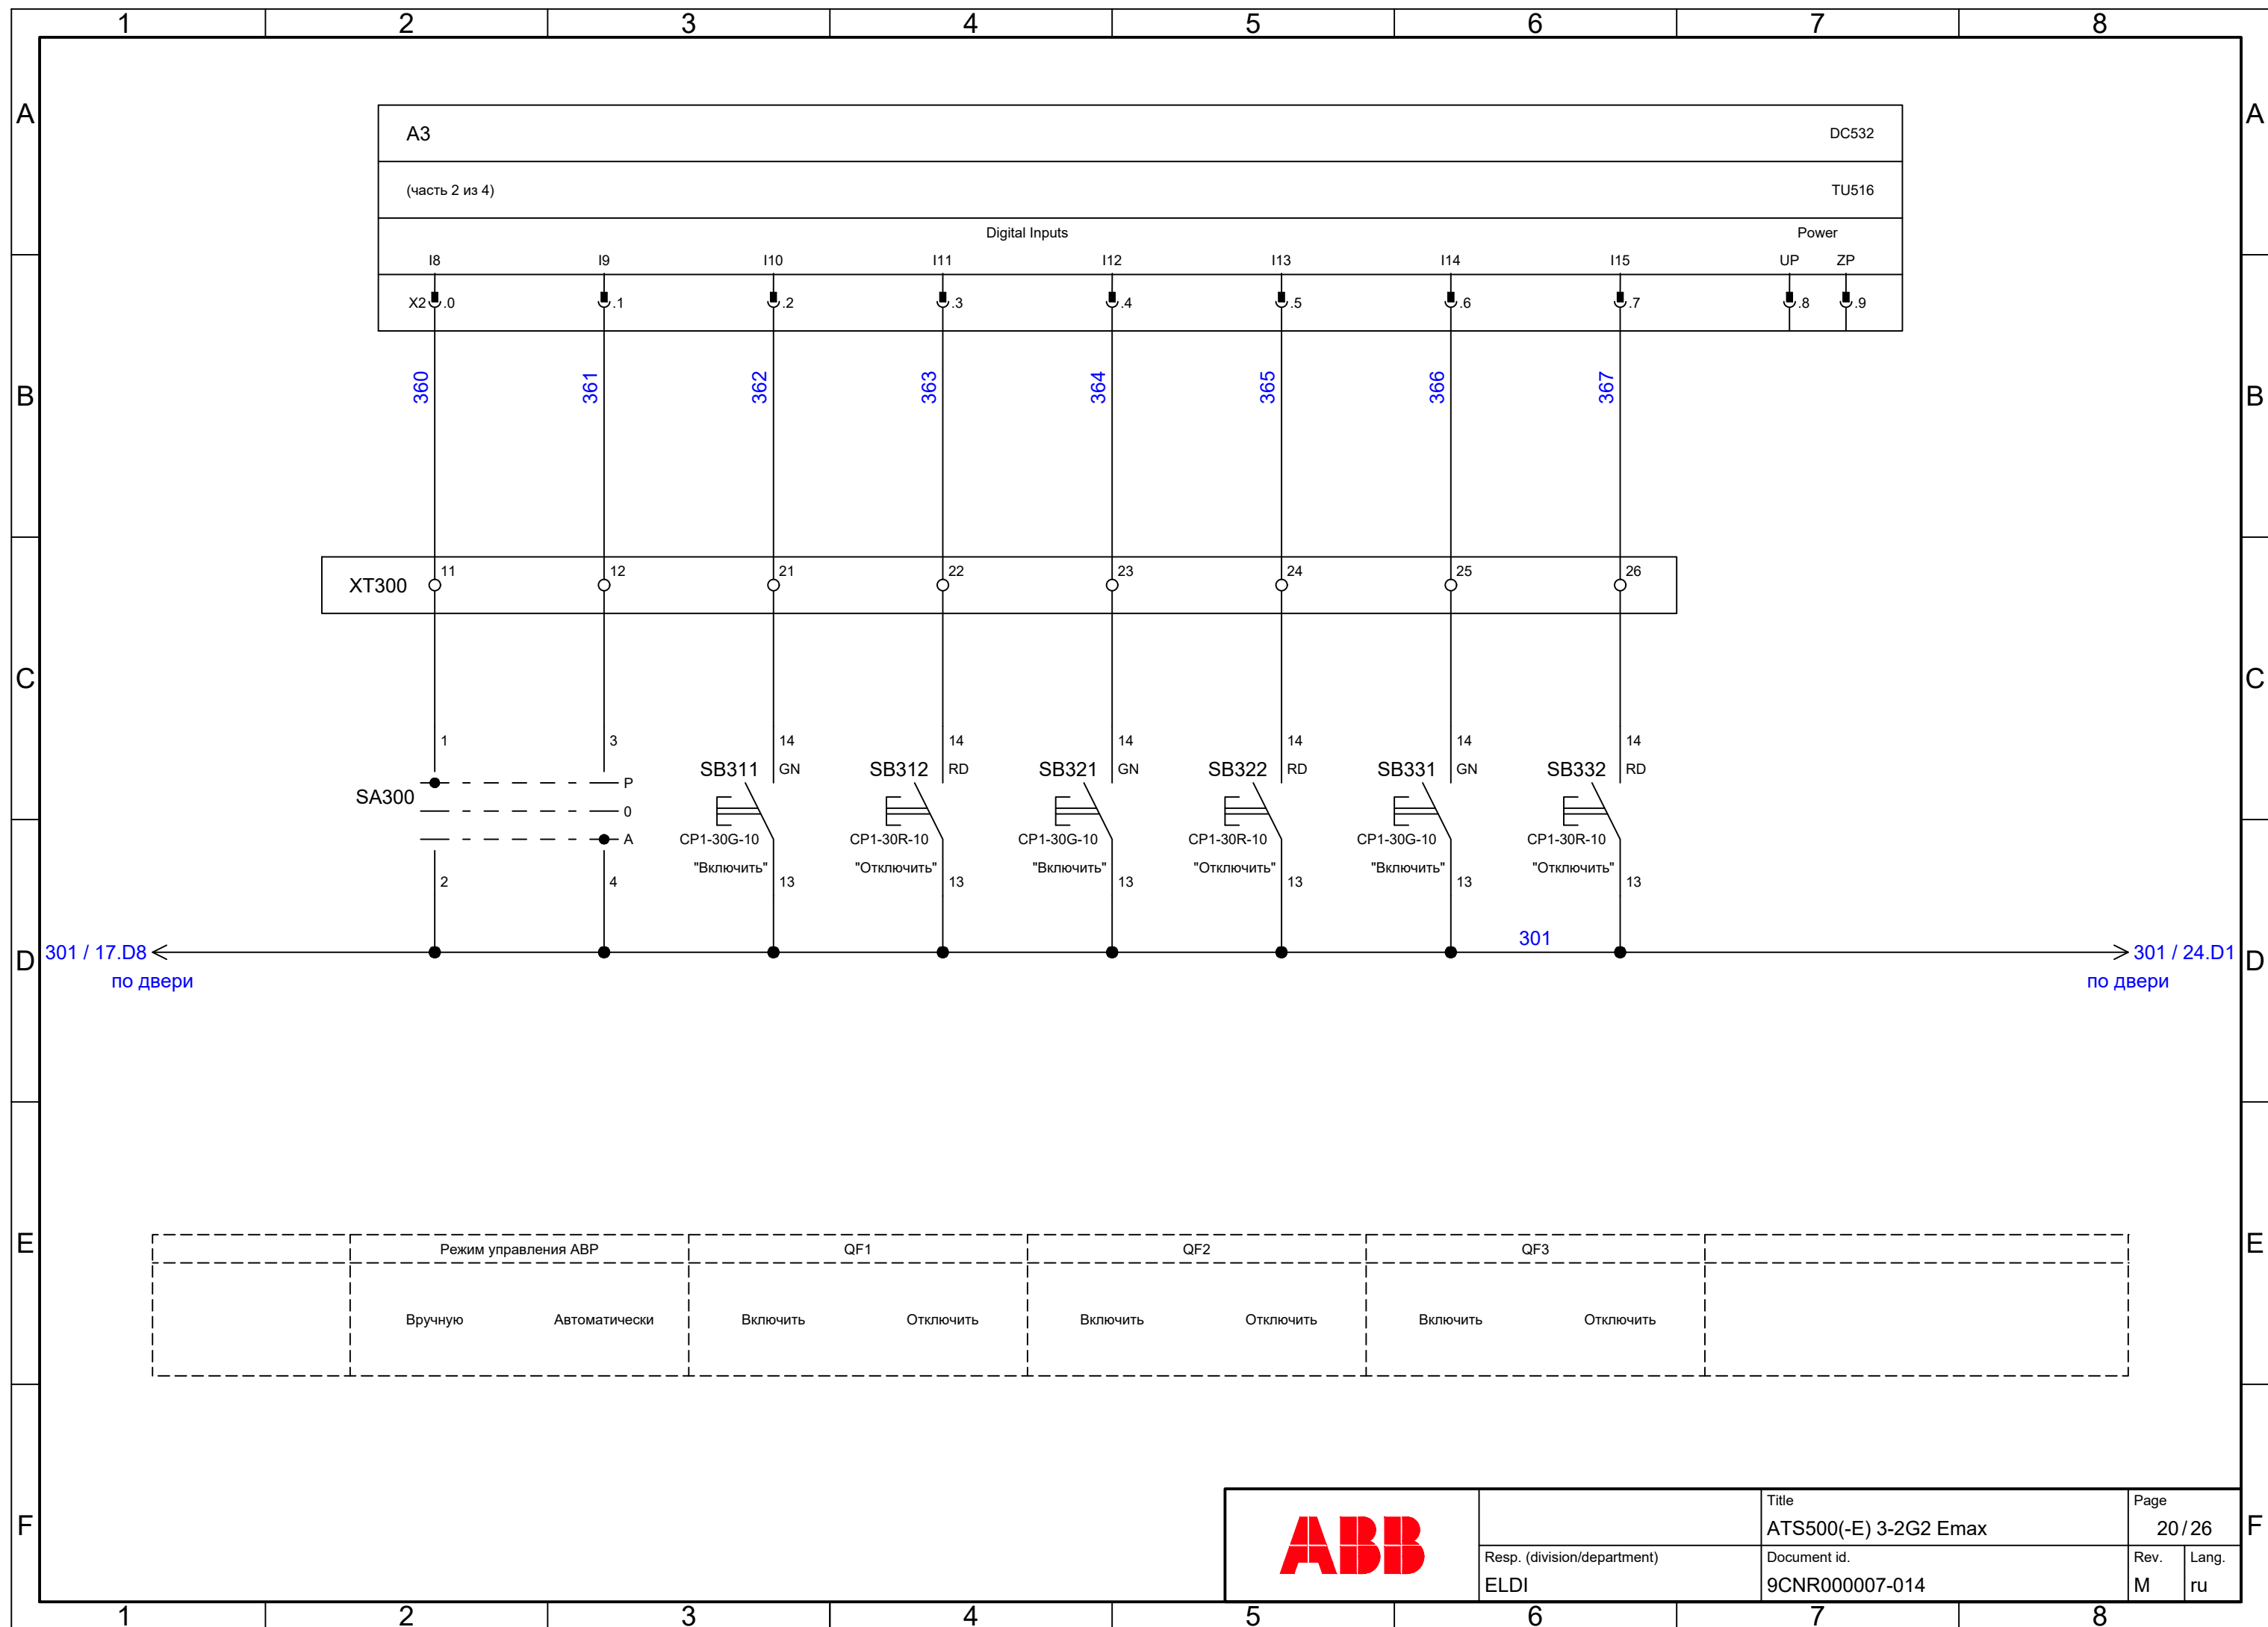 1 2 3 4 5 6 7 8
A A
A3 DC532
(часть 2 из 4) TU516
Digital Inputs Power
I8 I9 I10 I11 I12 I13 I14 I15 UP ZP
X2 .0 .1 .2 .3 .4 .5 .6 .7 .8 .9
B B
360 361 362 363 364 365 366 367
XT300 11 12 21 22 23 24 25 26
C C
1 3 14 14 14 14 14 14
SB311 GN SB312 RD SB321 GN SB322 RD SB331 GN SB332 RD
P
SA300
0
A CP1-30G-10 CP1-30R-10 CP1-30G-10 CP1-30R-10 CP1-30G-10 CP1-30R-10
"Включить" "Отключить" "Включить" "Отключить" "Включить" "Отключить"
2 4 13 13 13 13 13 13
301
D 301 / 17.D8 301 / 24.D1 D
по двери по двери
E E
Режим управления АВР QF1 QF2 QF3
Вручную Автоматически Включить Отключить Включить Отключить Включить Отключить
F F
ABB
Title
ATS500(-E) 3-2G2 Emax
Page
20 / 26
Resp. (division/department)
ELDI
Document id.
9CNR000007-014
Rev.
M
Lang.
ru
1 2 3 4 5 6 7 8